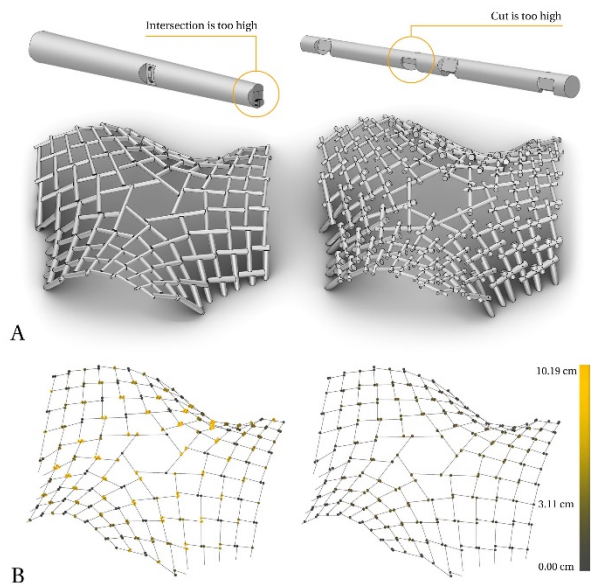 Intersection is too high
Cut is too high
A
10.19 cm
3.11 cm
0.00 cm
B